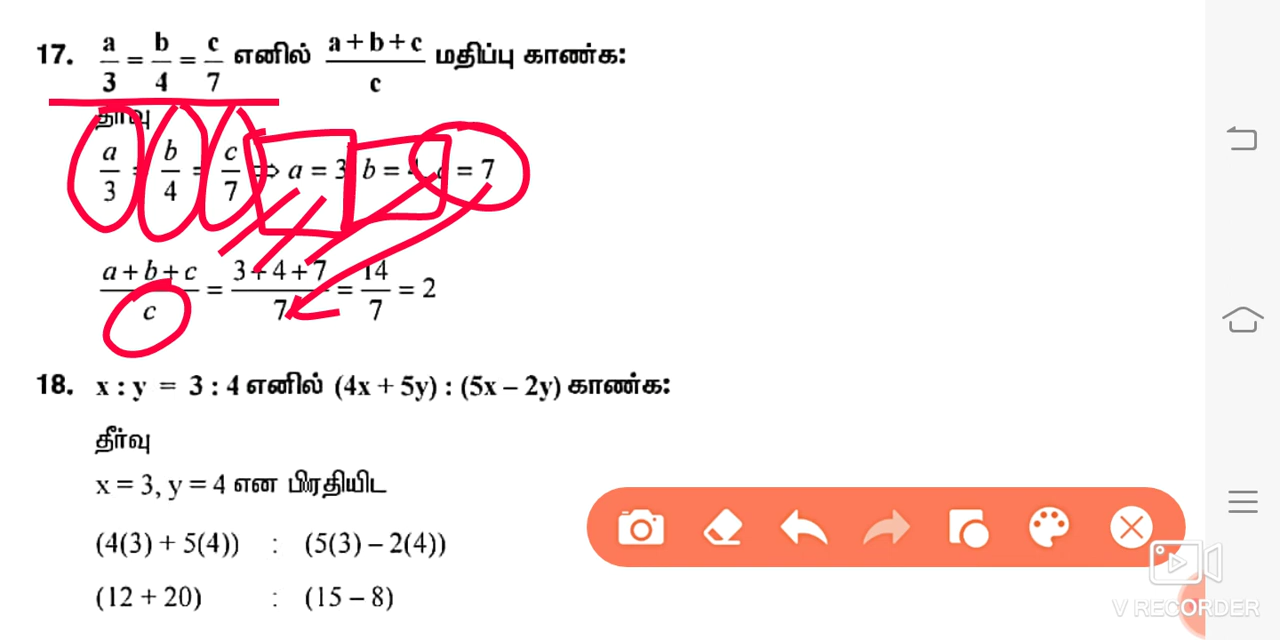 17. a/3 = b/4 = c/7 எனில் (a + b + c)/c மதிப்பு காண்க:
தீர்வு
a/3 = b/4 = c/7 ⇒ a = 3, b = 4, c = 7
(a + b + c)/c = (3 + 4 + 7)/7 = 14/7 = 2
18. x : y = 3 : 4 எனில் (4x + 5y) : (5x – 2y) காண்க:
தீர்வு
x = 3, y = 4 என பிரதியிட
(4(3) + 5(4)) : (5(3) – 2(4))
(12 + 20) : (15 – 8)
V RECORDER